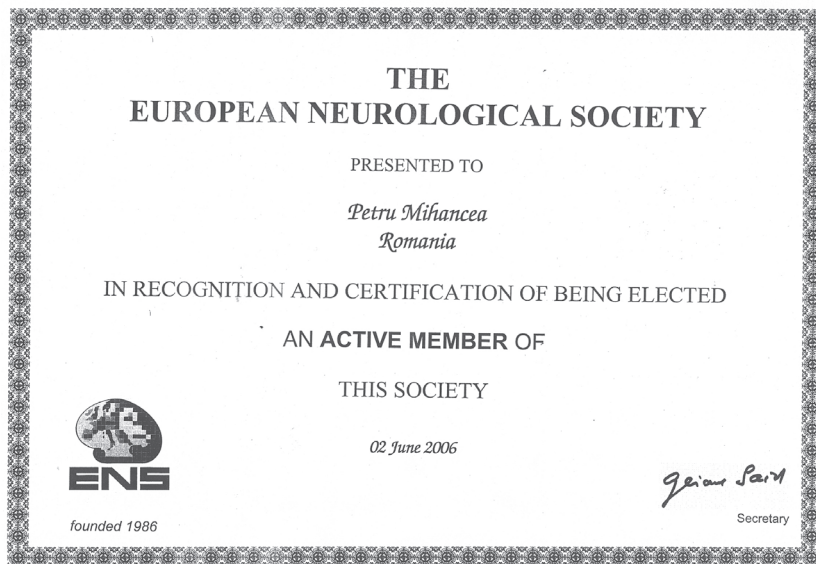 THE
EUROPEAN NEUROLOGICAL SOCIETY
PRESENTED TO
Petru Mihancea
Romania
IN RECOGNITION AND CERTIFICATION OF BEING ELECTED
AN ACTIVE MEMBER OF
THIS SOCIETY
02 June 2006
ENS
founded 1986
Secretary